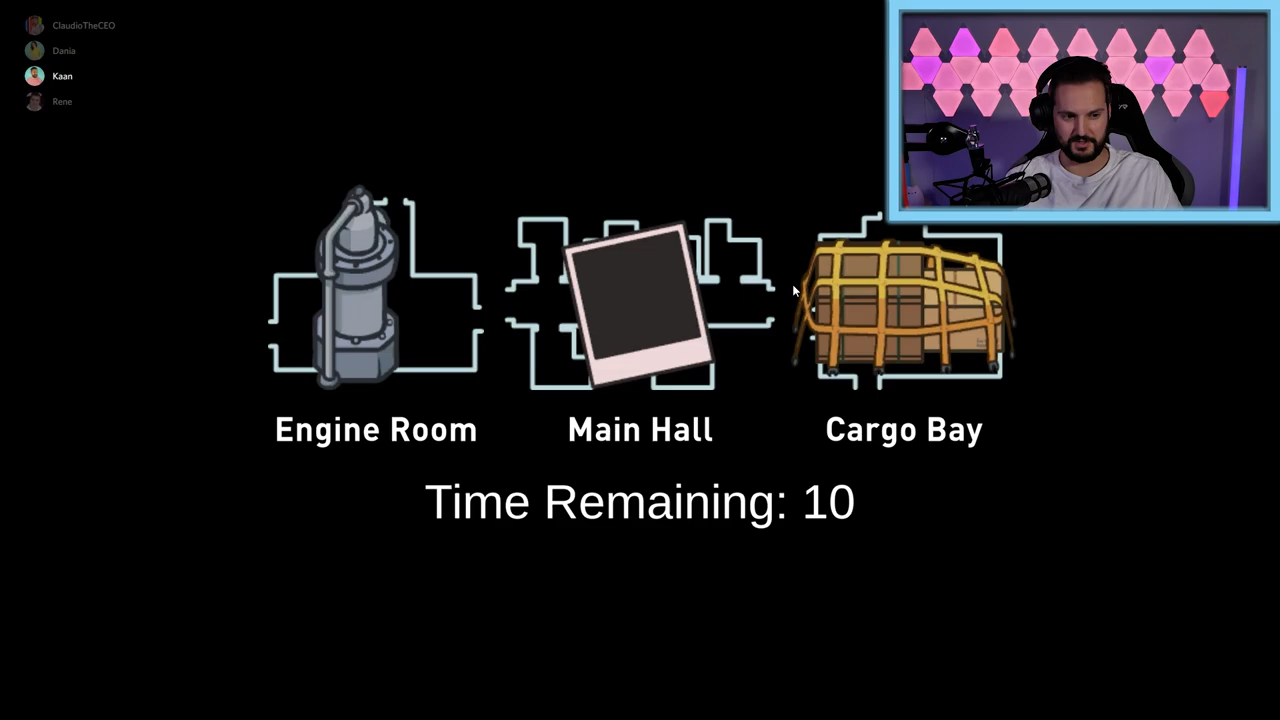 ClaudioTheCEO
Dania
Kaan
Rene
Engine Room
Main Hall
Cargo Bay
Time Remaining: 10